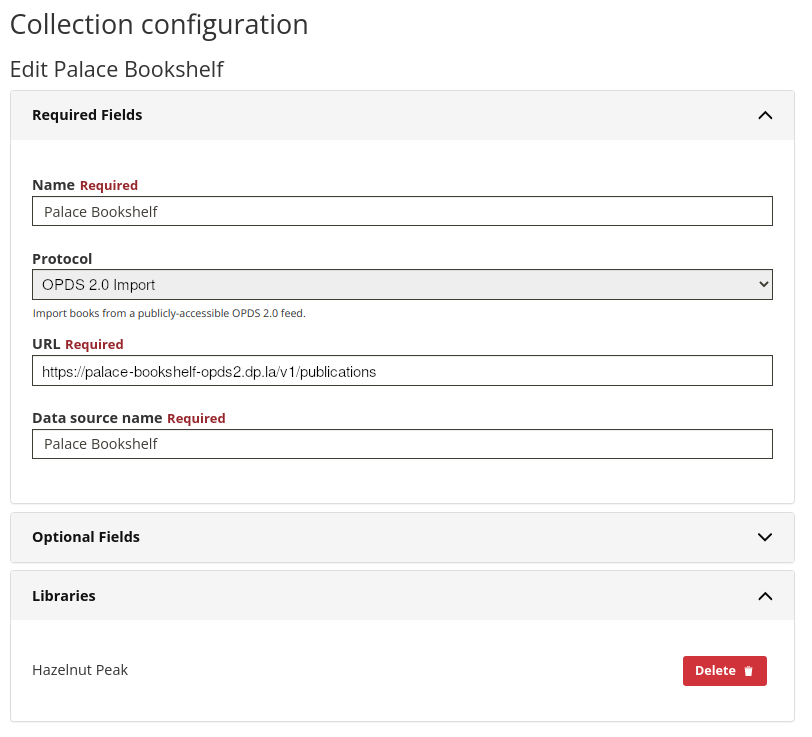 Collection configuration
Edit Palace Bookshelf
Required Fields
Name Required
Palace Bookshelf
Protocol
OPDS 2.0 Import
Import books from a publicly-accessible OPDS 2.0 feed.
URL Required
https://palace-bookshelf-opds2.dp.la/v1/publications
Data source name Required
Palace Bookshelf
Optional Fields
Libraries
Hazelnut Peak
Delete